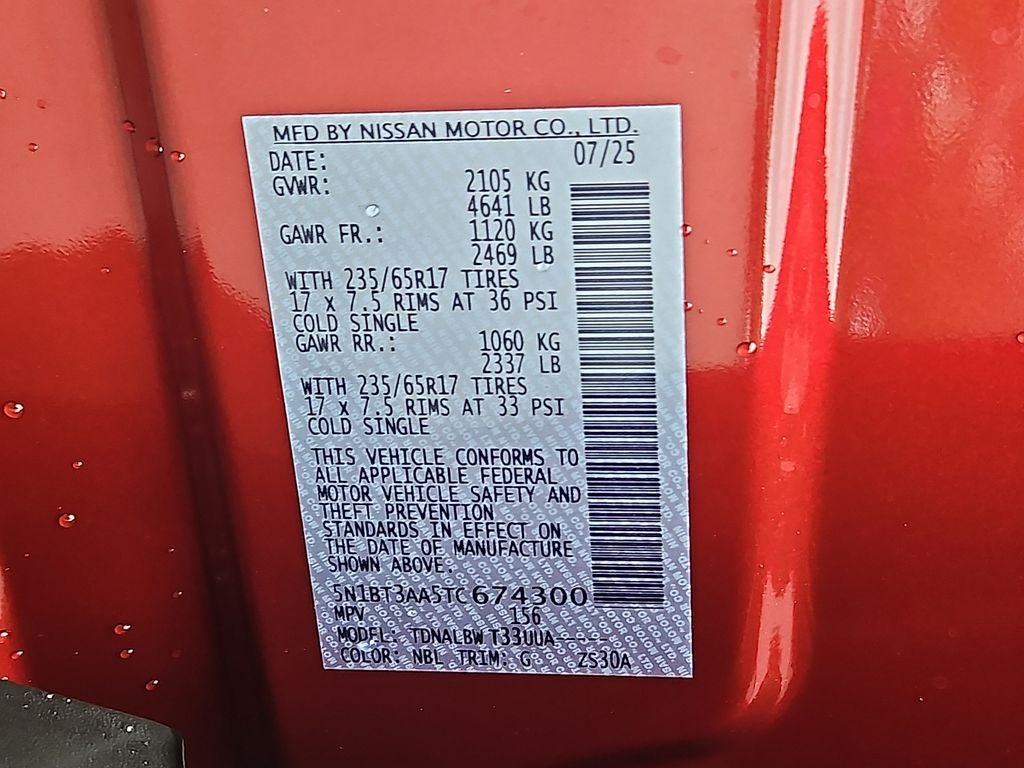 MFD BY NISSAN MOTOR CO., LTD.
DATE: 07/25
GVWR: 2105 KG
4641 LB
GAWR FR.: 1120 KG
2469 LB
WITH 235/65R17 TIRES
17 x 7.5 RIMS AT 36 PSI
COLD SINGLE
GAWR RR.: 1060 KG
2337 LB
WITH 235/65R17 TIRES
17 x 7.5 RIMS AT 33 PSI
COLD SINGLE
THIS VEHICLE CONFORMS TO
ALL APPLICABLE FEDERAL
MOTOR VEHICLE SAFETY AND
THEFT PREVENTION
STANDARDS IN EFFECT ON
THE DATE OF MANUFACTURE
SHOWN ABOVE.
5N1BT3AA5TC674300
MPV 156
MODEL: TDNALBW T33UUA-----
COLOR: NBL TRIM: G ZS30A